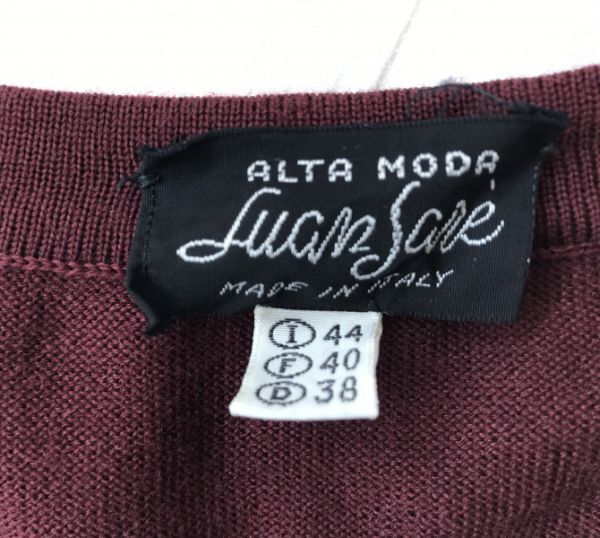 ALTA MODA
Luan Sare'
MADE IN ITALY
I 44
F 40
D 38